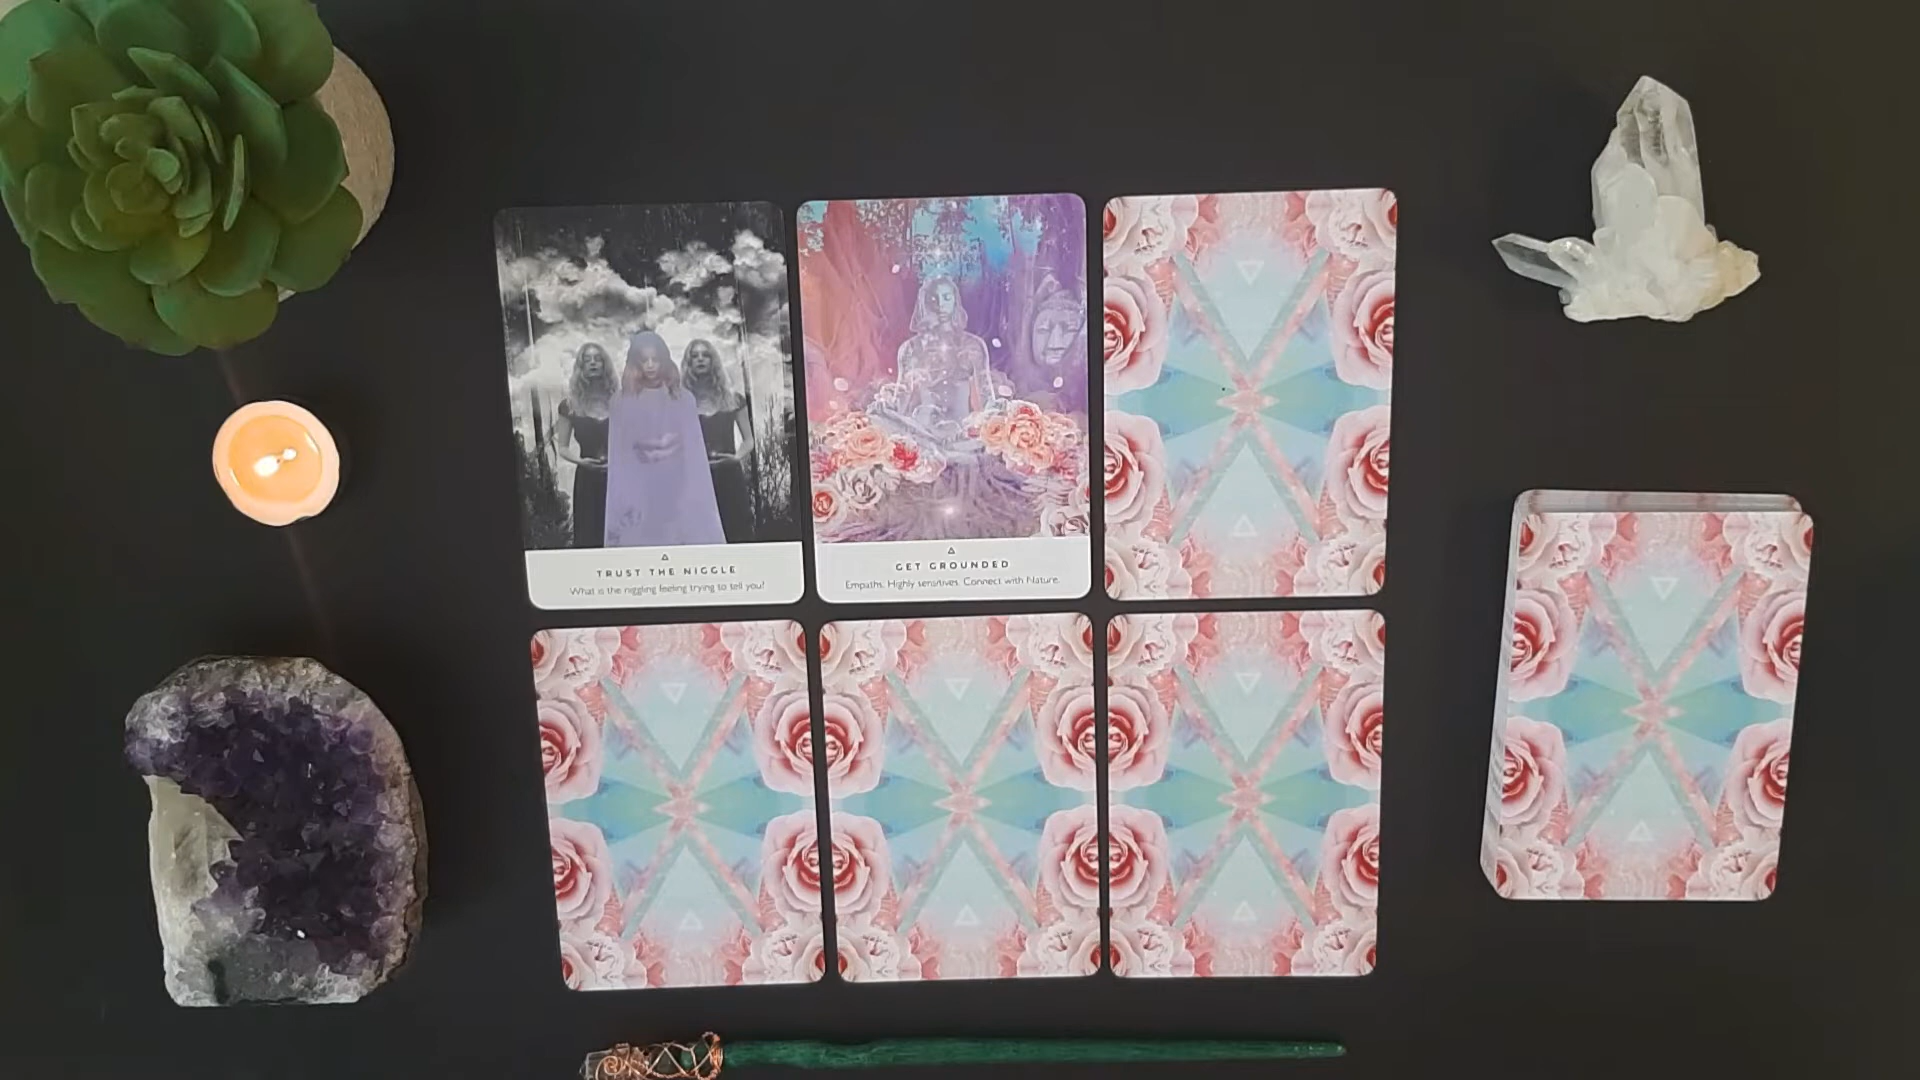 TRUST THE NIGGLE
What is the niggling feeling trying to tell you?
GET GROUNDED
Empaths. Highly sensitives. Connect with Nature.